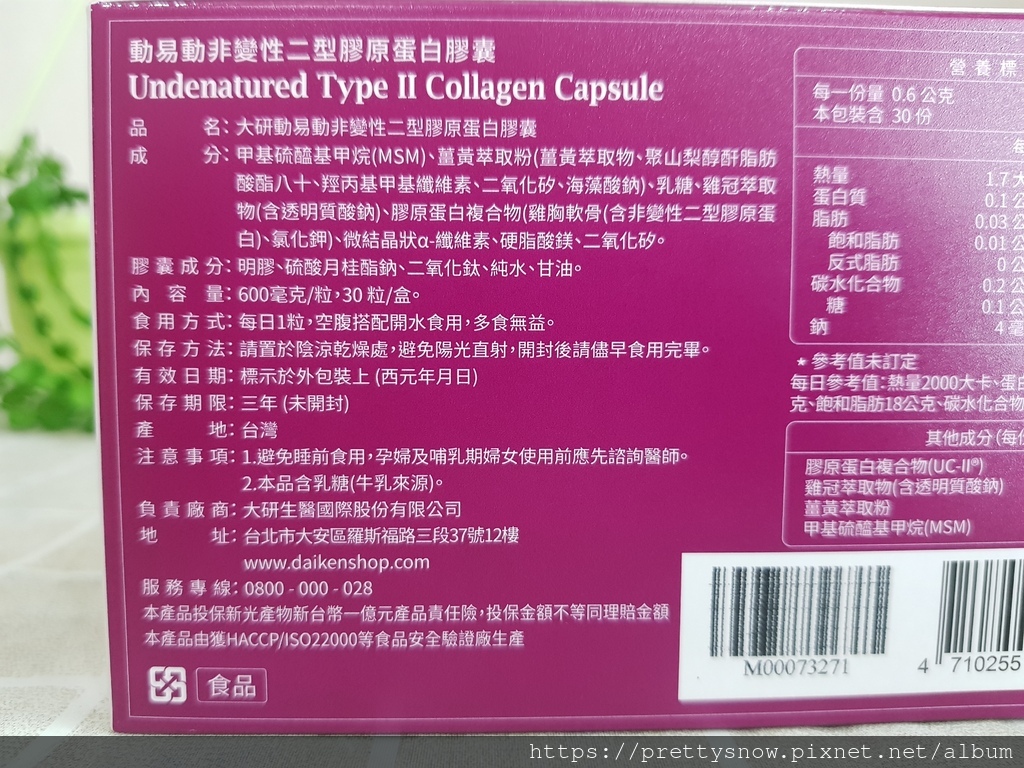 動易動非變性二型膠原蛋白膠囊
Undenatured Type II Collagen Capsule
品名：大研動易動非變性二型膠原蛋白膠囊
成分：甲基硫醯基甲烷(MSM)、薑黃萃取粉(薑黃萃取物、聚山梨醇酐脂肪
酸酯八十、羥丙基甲基纖維素、二氧化矽、海藻酸鈉)、乳糖、雞冠萃取
物(含透明質酸鈉)、膠原蛋白複合物(雞胸軟骨(含非變性二型膠原蛋
白)、氯化鉀)、微結晶狀α-纖維素、硬脂酸鎂、二氧化矽。
膠囊成分：明膠、硫酸月桂酯鈉、二氧化鈦、純水、甘油。
內容量：600毫克/粒，30 粒/盒。
食用方式：每日1粒，空腹搭配開水食用，多食無益。
保存方法：請置於陰涼乾燥處，避免陽光直射，開封後請儘早食用完畢。
有效日期：標示於外包裝上 (西元年月日)
保存期限：三年 (未開封)
產地：台灣
注意事項：1.避免睡前食用，孕婦及哺乳期婦女使用前應先諮詢醫師。
2.本品含乳糖(牛乳來源)。
負責廠商：大研生醫國際股份有限公司
地址：台北市大安區羅斯福路三段37號12樓
www.daikenshop.com
服務專線：0800 - 000 - 028
本產品投保新光產物新台幣一億元產品責任險，投保金額不等同理賠金額
本產品由獲HACCP/ISO22000等食品安全驗證廠生產
食品
營養標
每一份量 0.6 公克
本包裝含 30 份
每
熱量 1.7 大
蛋白質 0.1 公
脂肪 0.03 公
飽和脂肪 0.01 公
反式脂肪 0 公
碳水化合物 0.2 公
糖 0.1 公
鈉 4 毫
* 參考值未訂定
每日參考值：熱量2000大卡、蛋白
克、飽和脂肪18公克、碳水化合物
其他成分 (每份
膠原蛋白複合物(UC-II®)
雞冠萃取物(含透明質酸鈉)
薑黃萃取粉
甲基硫醯基甲烷(MSM)
M00073271
4 710255
https://prettysnow.pixnet.net/album